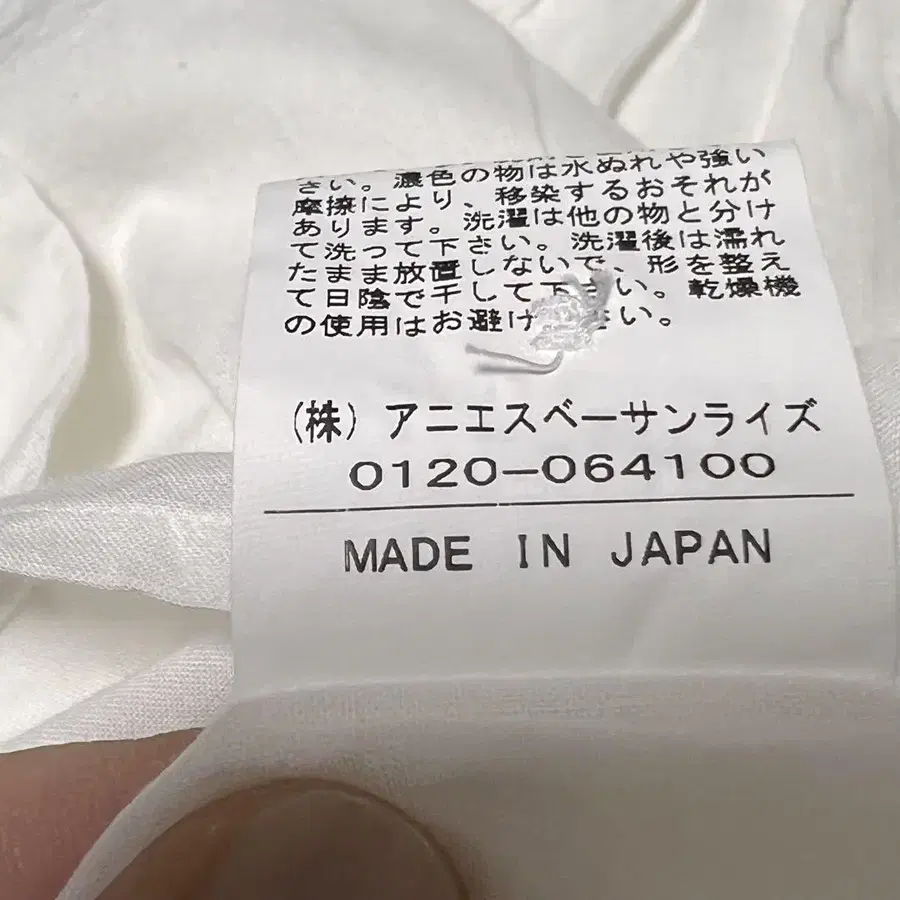 さい。濃色の物は水ぬれや強い
摩擦により、移染するおそれが
あります。洗濯は他の物と分け
て洗って下さい。洗濯後は濡れ
たまま放置しないで、形を整え
て日陰で干して下さい。乾燥機
の使用はお避け さい。
(株)アニエスベーサンライズ
0120-064100
MADE IN JAPAN